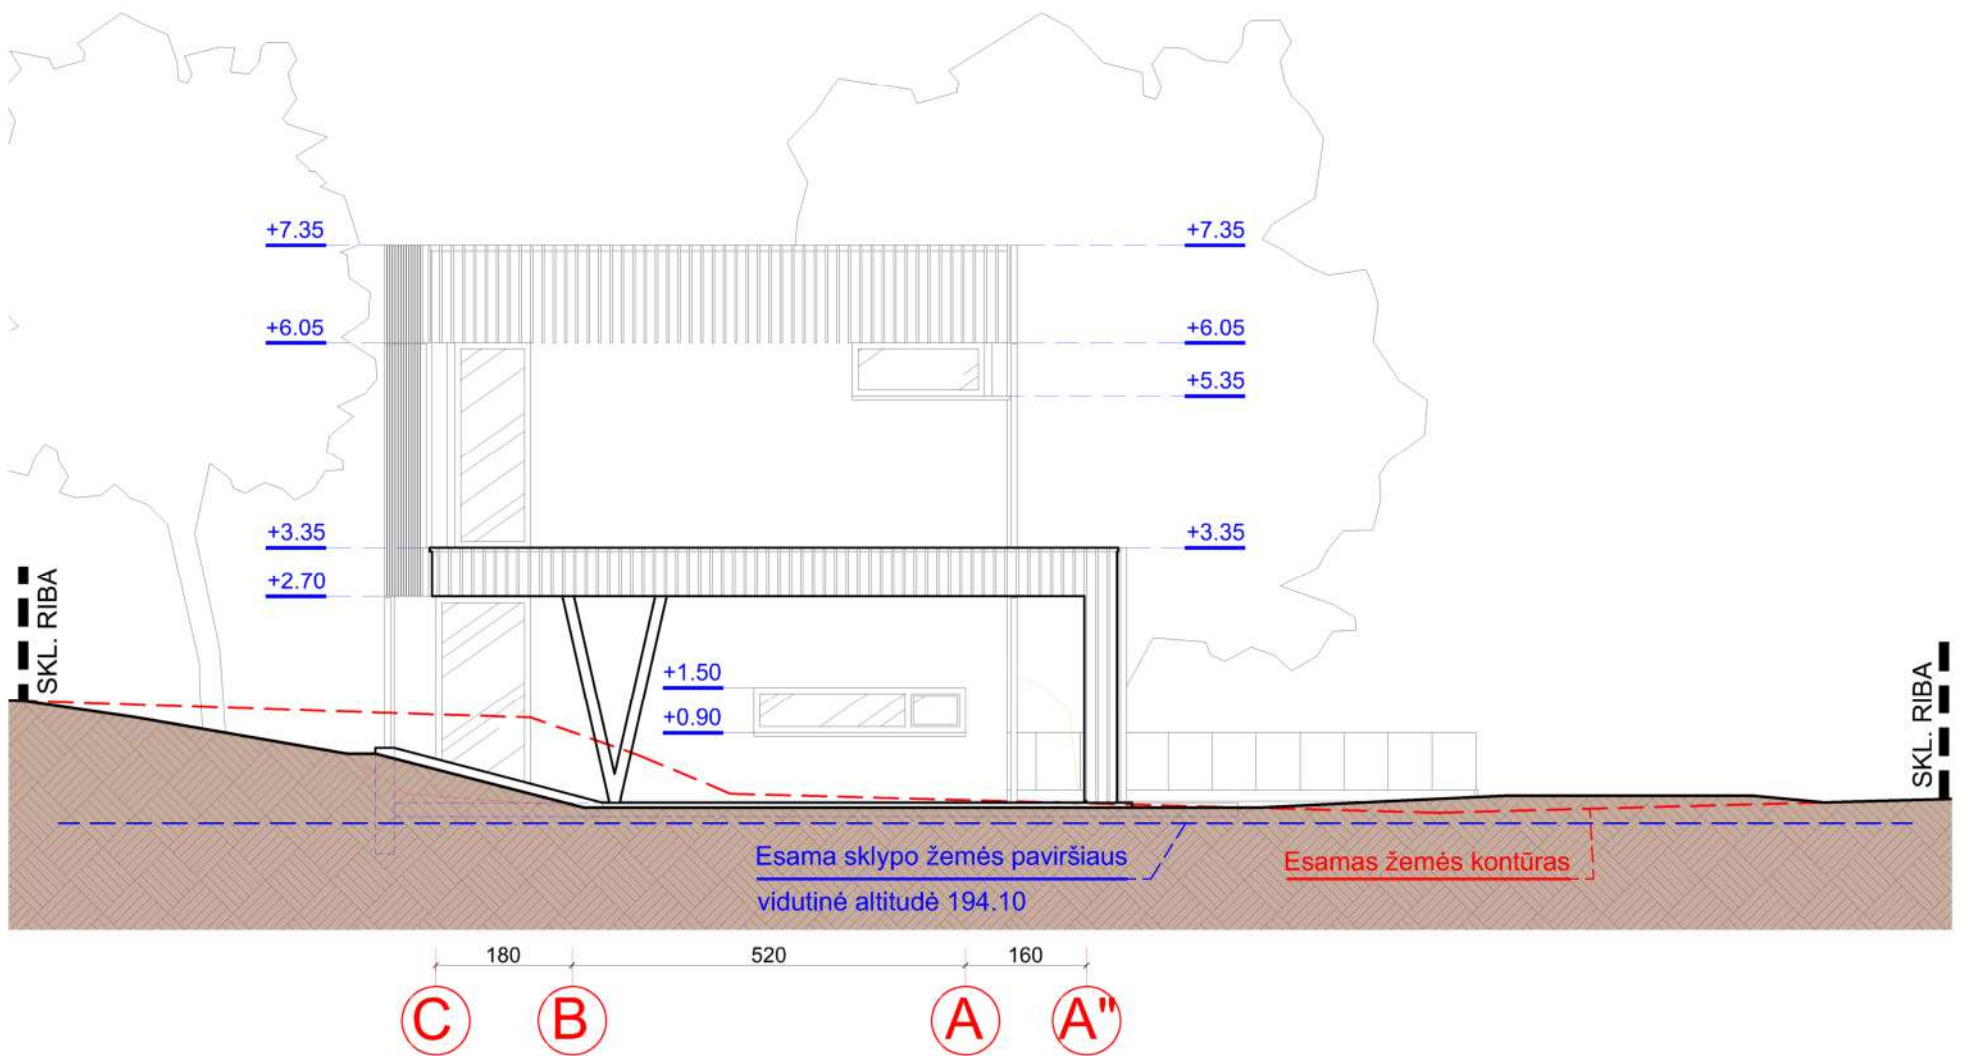 +7.35
+7.35
+6.05
+6.05
+5.35
+3.35
+3.35
+2.70
SKL. RIBA
+1.50
+0.90
SKL. RIBA
Esama sklypo žemės paviršiaus
vidutinė altitudė 194.10
Esamas žemės kontūras
180
520
160
C
B
A
A"